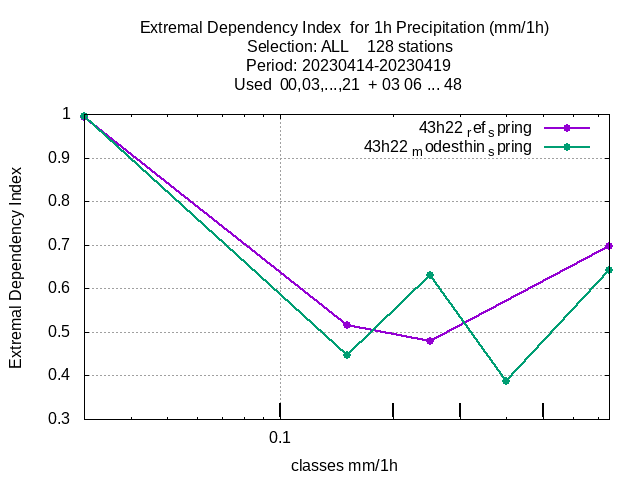 Extremal Dependency Index  for 1h Precipitation (mm/1h)
Selection: ALL    128 stations
Period: 20230414-20230419
Used  00,03,...,21  + 03 06 ... 48
43h22 ref spring
43h22 modesthin spring
1
0.9
0.8
0.7
0.6
0.5
0.4
0.3
Extremal Dependency Index
0.1
classes mm/1h